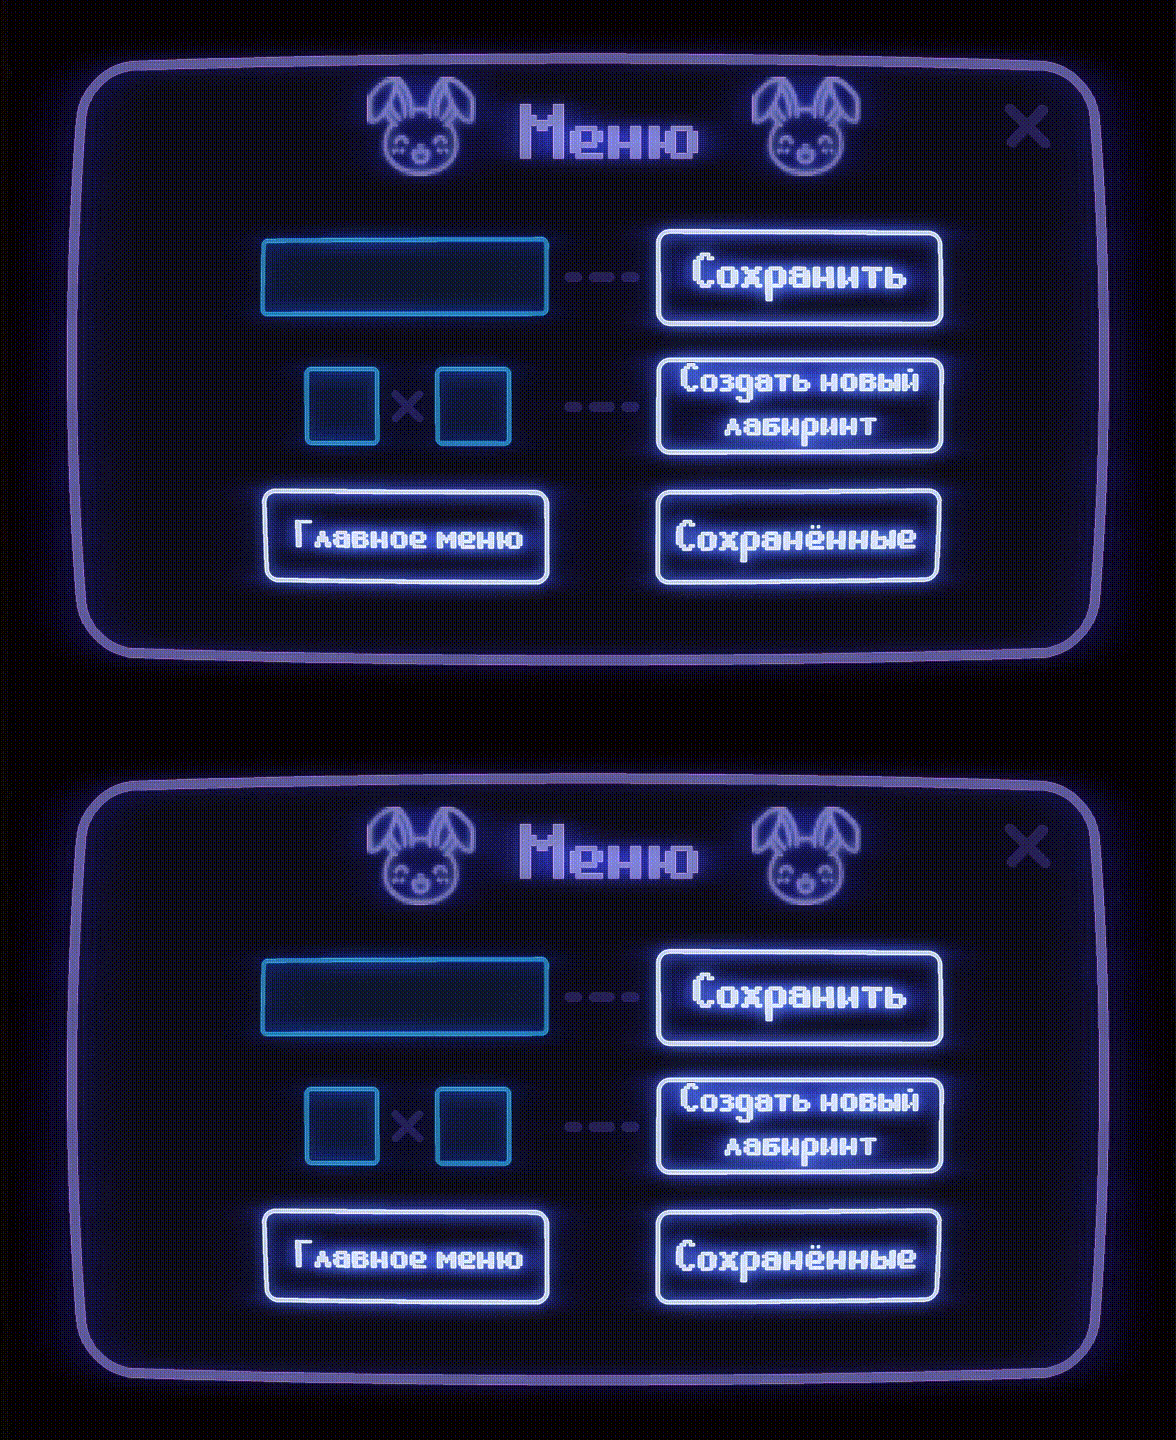 Меню
Сохранить
Создать новый
лабиринт
Главное меню
Сохранённые
Меню
Сохранить
Создать новый
лабиринт
Главное меню
Сохранённые